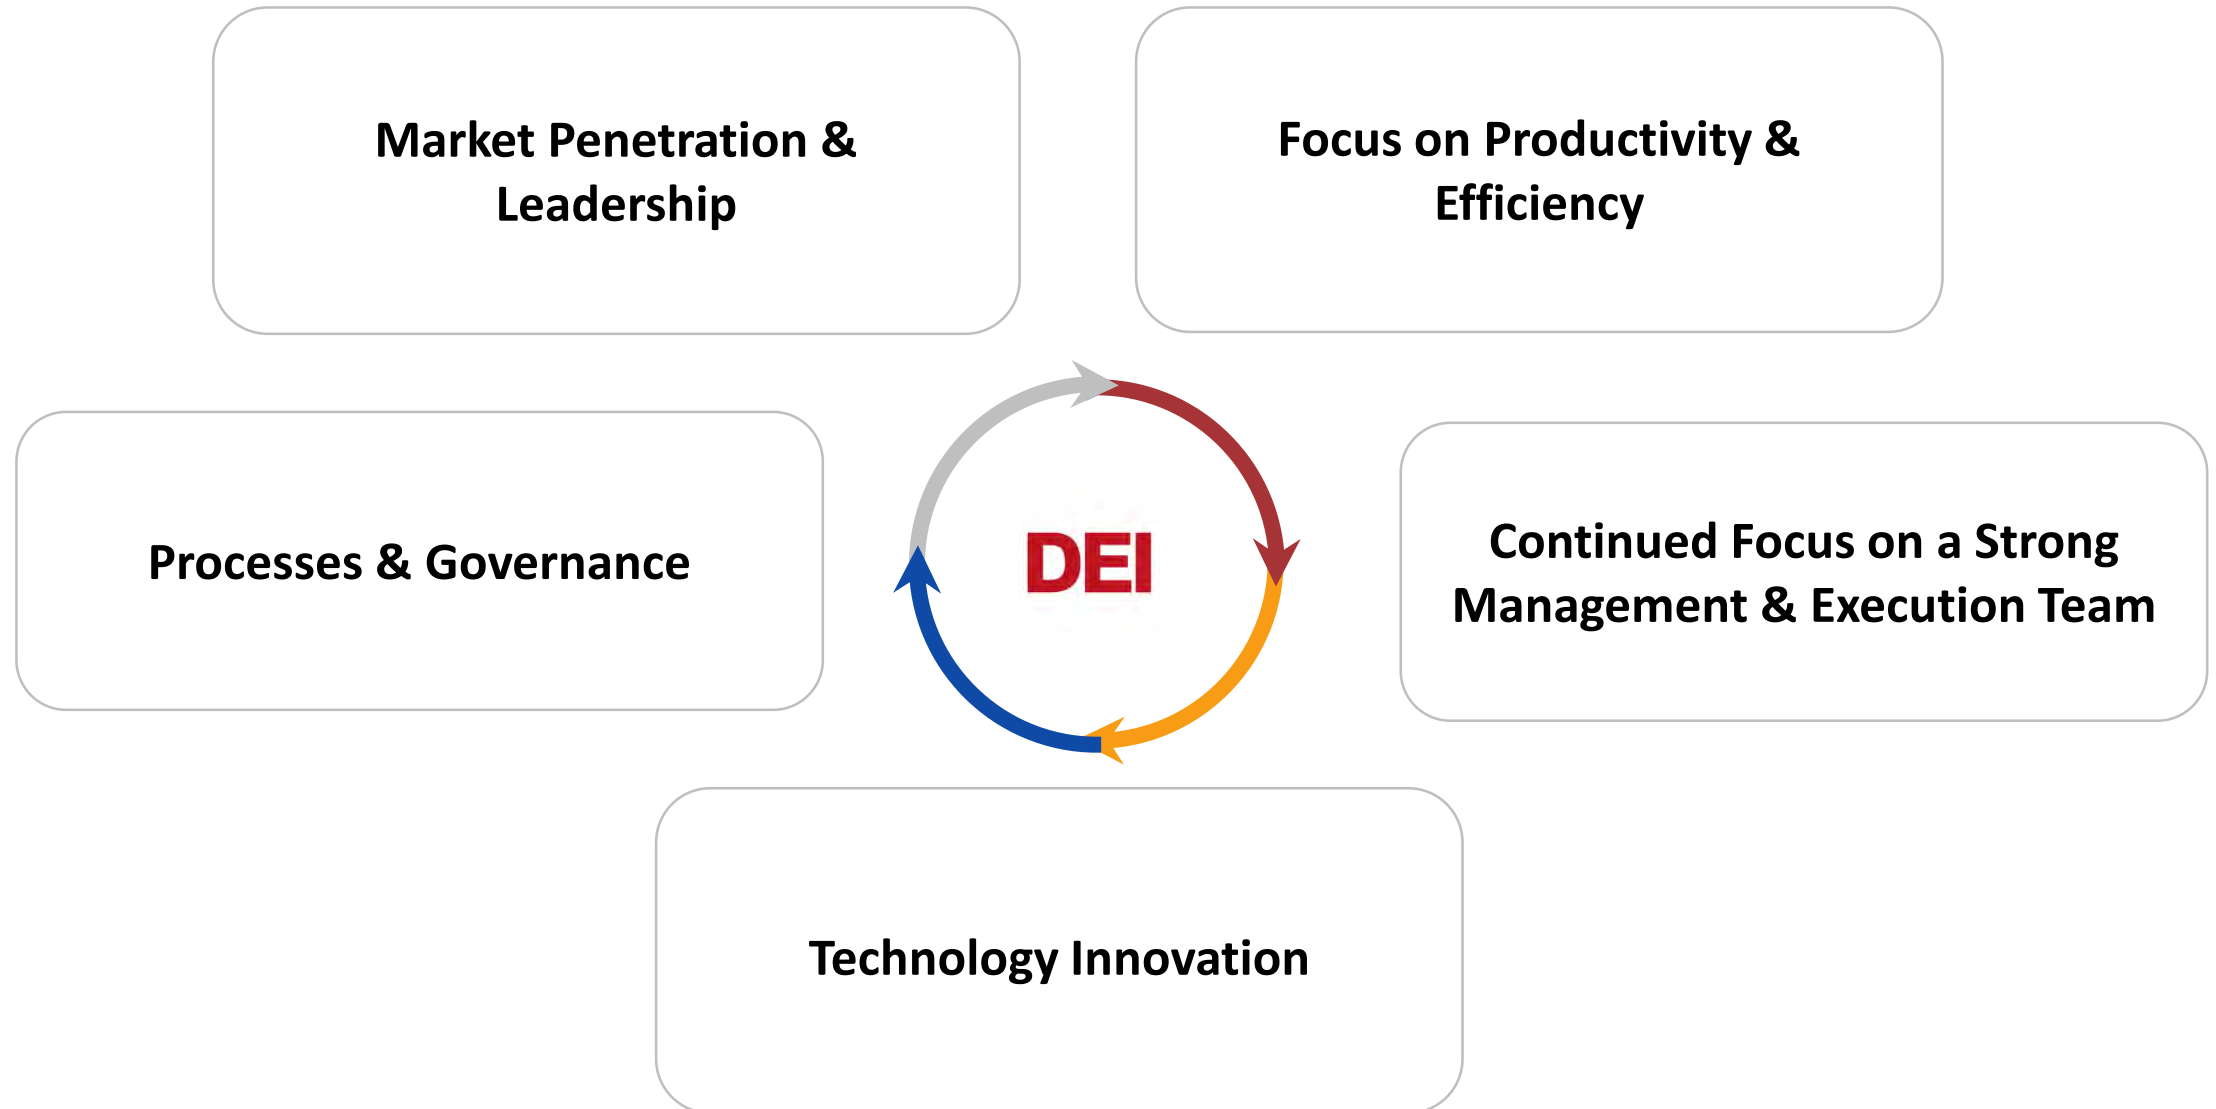 Market Penetration &
Leadership
Focus on Productivity &
Efficiency
Processes & Governance
DEI
Continued Focus on a Strong
Management & Execution Team
Technology Innovation